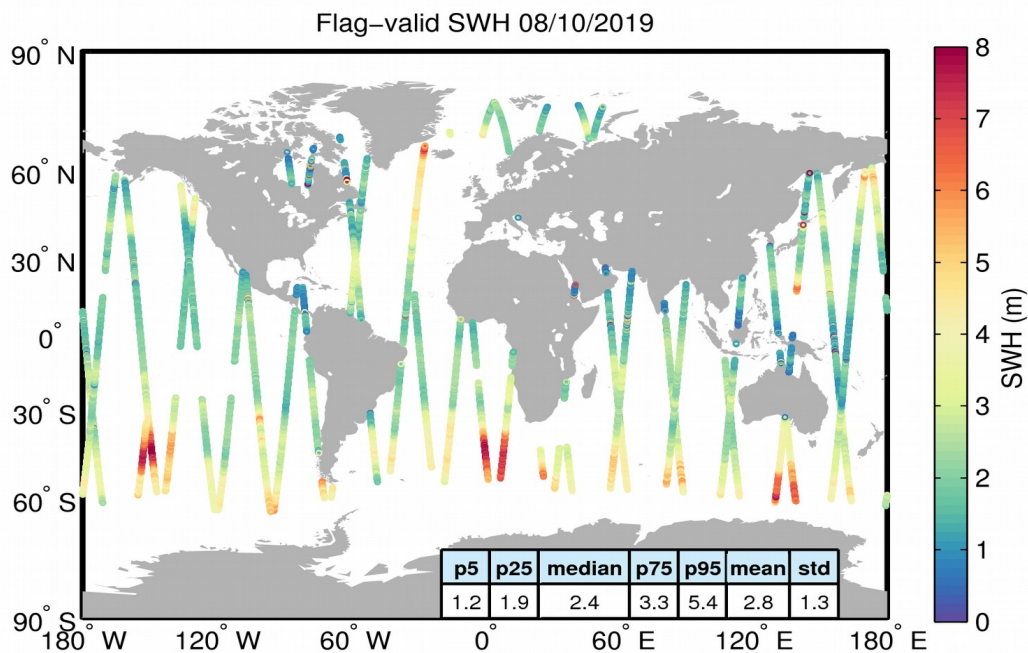 Flag−valid SWH 08/10/2019
90° N
60° N
30° N
0°
30° S
60° S
90° S
180° W
120° W
60° W
0°
60° E
120° E
180° E
8
7
6
5
4
3
2
1
0
SWH (m)
p5 p25 median p75 p95 mean std
1.2 1.9 2.4 3.3 5.4 2.8 1.3